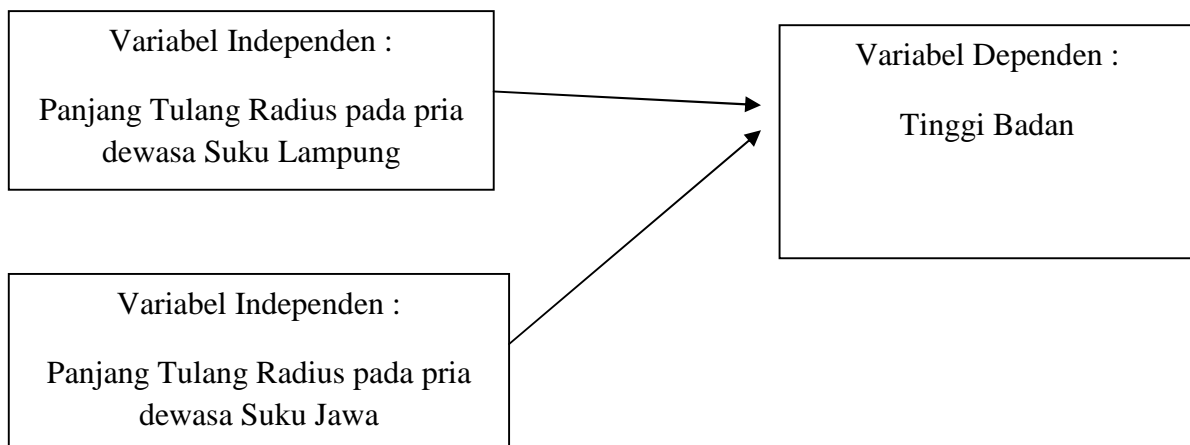 Variabel Independen :
Panjang Tulang Radius pada pria
dewasa Suku Lampung
Variabel Dependen :
Tinggi Badan
Variabel Independen :
Panjang Tulang Radius pada pria
dewasa Suku Jawa